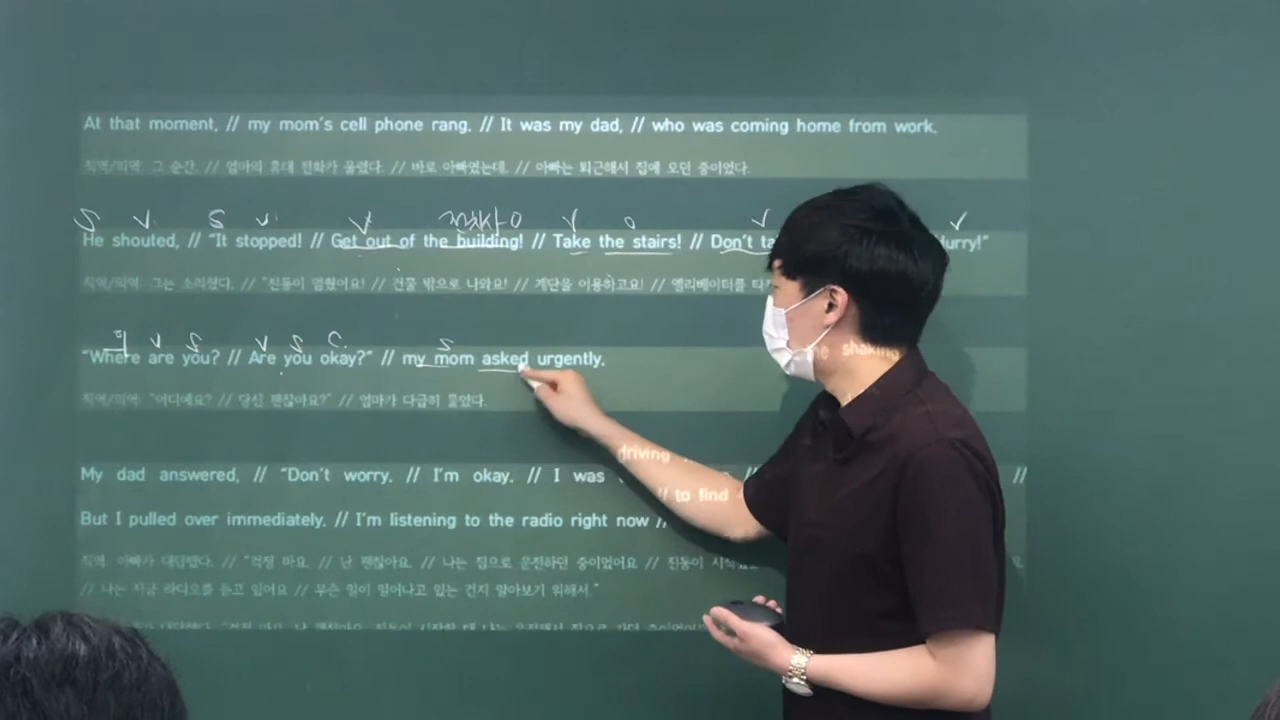 At that moment, // my mom's cell phone rang. // It was my dad, // who was coming home from work.
직역/의역: 그 순간, // 엄마의 휴대 전화가 울렸다. // 바로 아빠였는데, // 아빠는 퇴근해서 집에 오던 중이었다.
S V S V V 전치사 O V O V V
He shouted, // "It stopped! // Get out of the building! // Take the stairs! // Don't urry!"
직역/의역: 그는 소리쳤다, // "진동이 멈췄어요! // 건물 밖으로 나와요! // 계단을 이용하고요! // 엘리베이터를
의 V S V S C S
"Where are you? // Are you okay?" // my mom asked urgently.
직역/의역: "어디예요? // 당신 괜찮아요?" // 엄마가 다급히 물었다.
shaking
My dad answered, // "Don't worry. // I'm okay. // I was driving // //
to find
But I pulled over immediately. // I'm listening to the radio right now //
직역: 아빠가 대답했다. // "걱정 마요. // 난 괜찮아요. // 나는 집으로 운전하던 중이었어요 // 진동이
// 나는 지금 라디오를 듣고 있어요 // 무슨 일이 일어나고 있는 건지 알아보기 위해서."